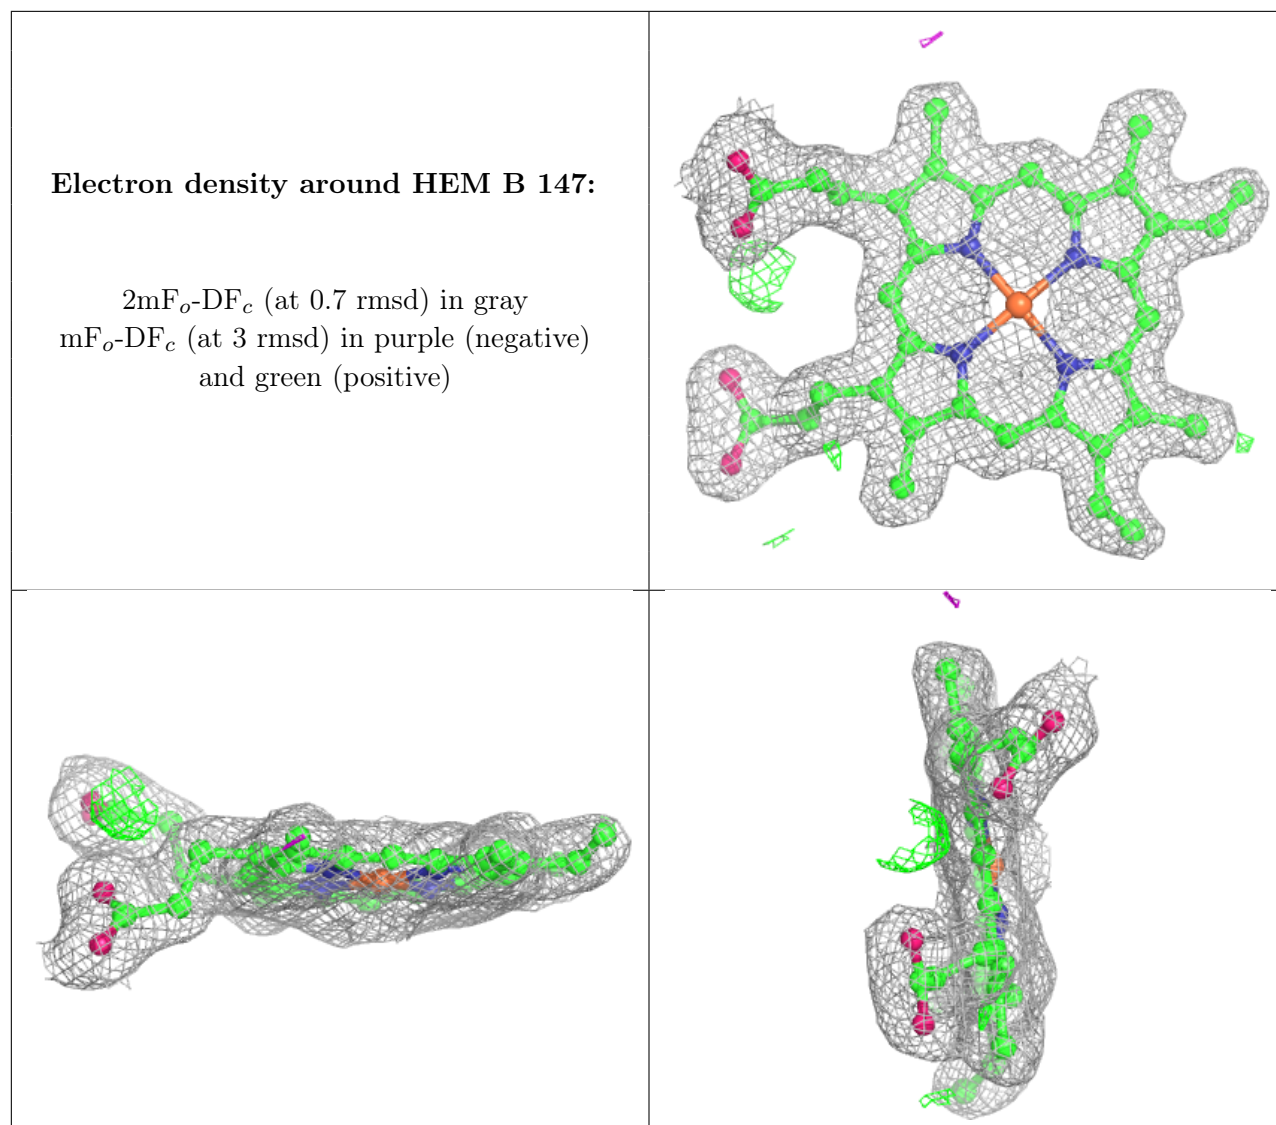 Electron density around HEM B 147:
2mFo-DFc (at 0.7 rmsd) in gray
mFo-DFc (at 3 rmsd) in purple (negative)
and green (positive)